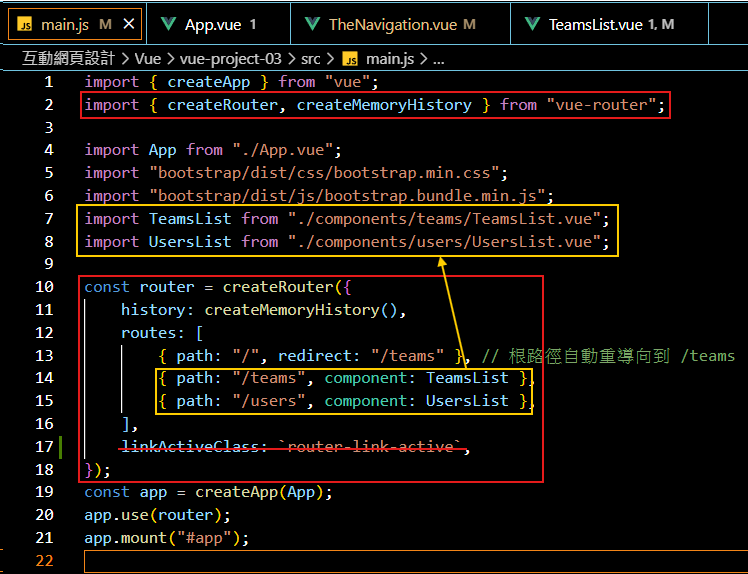 JS main.js M × App.vue 1 TheNavigation.vue M TeamsList.vue 1, M
互動網頁設計 > Vue > vue-project-03 > src > JS main.js > ...
1 import { createApp } from "vue";
2 import { createRouter, createMemoryHistory } from "vue-router";
3
4 import App from "./App.vue";
5 import "bootstrap/dist/css/bootstrap.min.css";
6 import "bootstrap/dist/js/bootstrap.bundle.min.js";
7 import TeamsList from "./components/teams/TeamsList.vue";
8 import UsersList from "./components/users/UsersList.vue";
9
10 const router = createRouter({
11 history: createMemoryHistory(),
12 routes: [
13 { path: "/", redirect: "/teams" }, // 根路徑自動重導向到 /teams
14 { path: "/teams", component: TeamsList },
15 { path: "/users", component: UsersList },
16 ],
17 linkActiveClass: `router-link-active`,
18 });
19 const app = createApp(App);
20 app.use(router);
21 app.mount("#app");
22